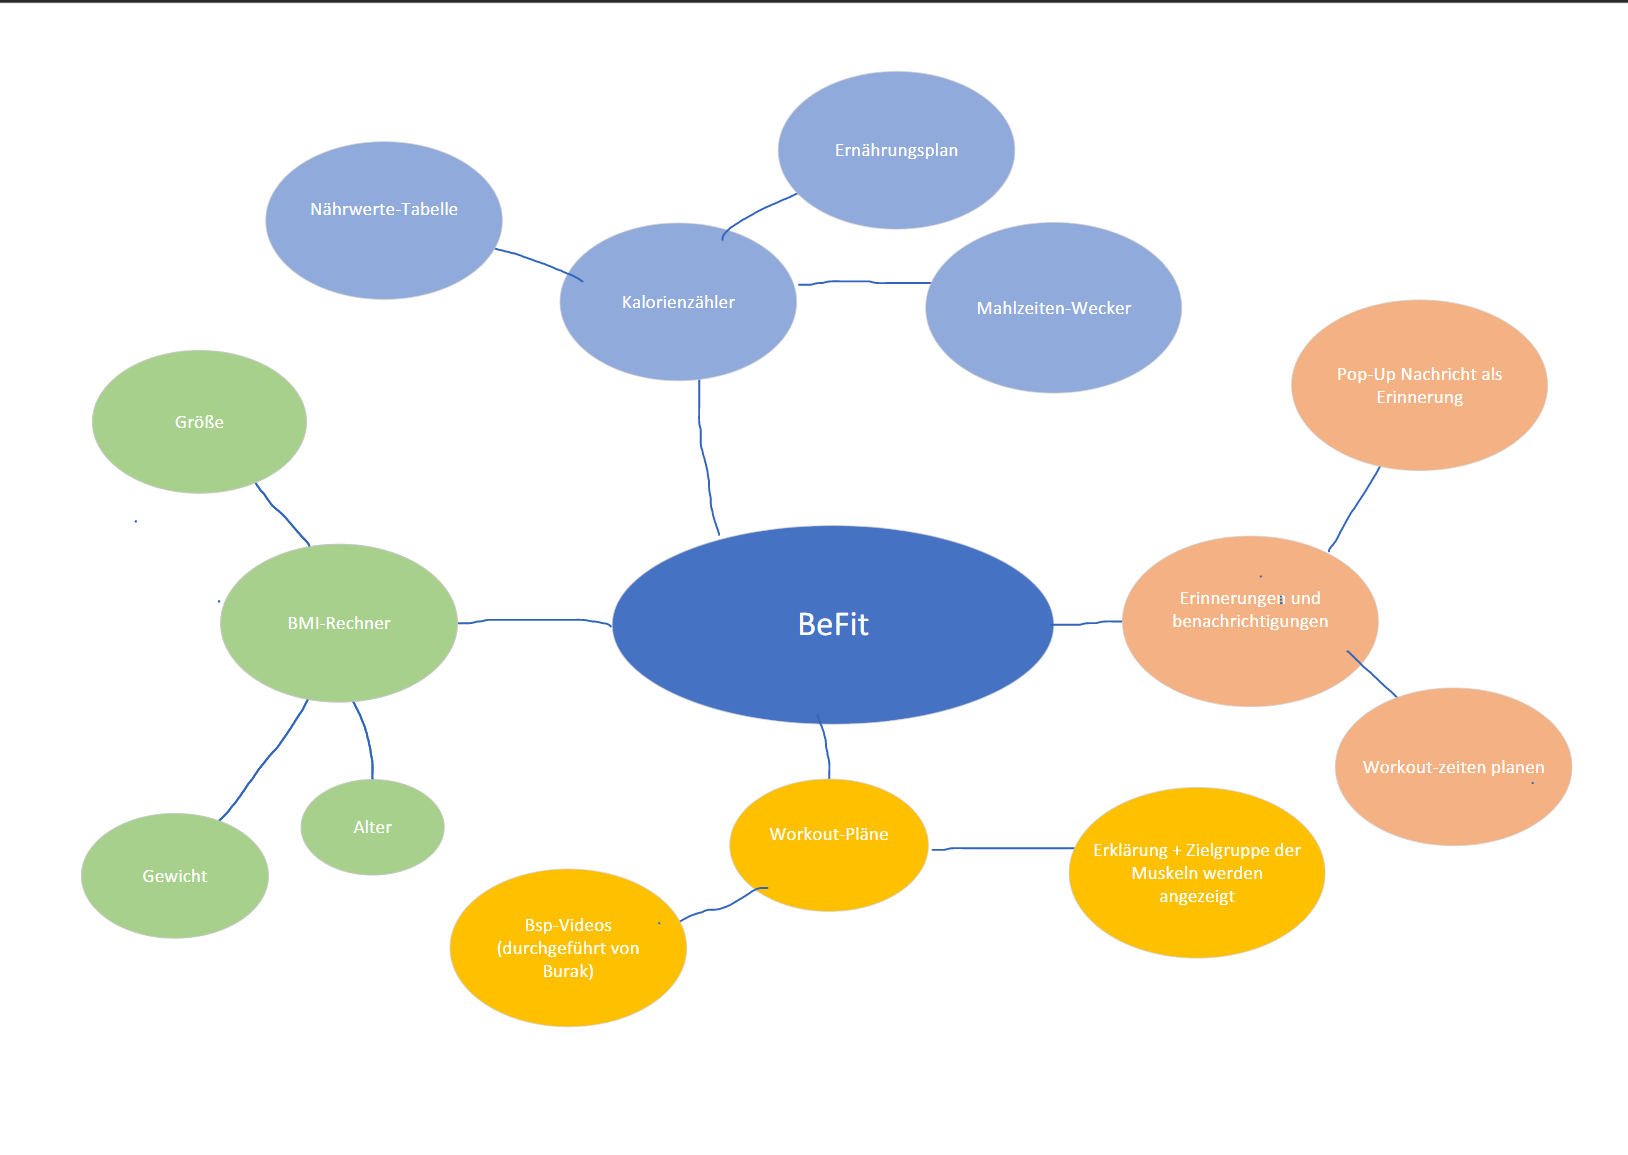 Ernährungsplan
Nährwerte-Tabelle
Kalorienzähler
Mahlzeiten-Wecker
Pop-Up Nachricht als
Erinnerung
Größe
BMI-Rechner
BeFit
Erinnerungen und
benachrichtigungen
Workout-zeiten planen
Alter
Gewicht
Workout-Pläne
Erklärung + Zielgruppe der
Muskeln werden
angezeigt
Bsp-Videos
(durchgeführt von
Burak)